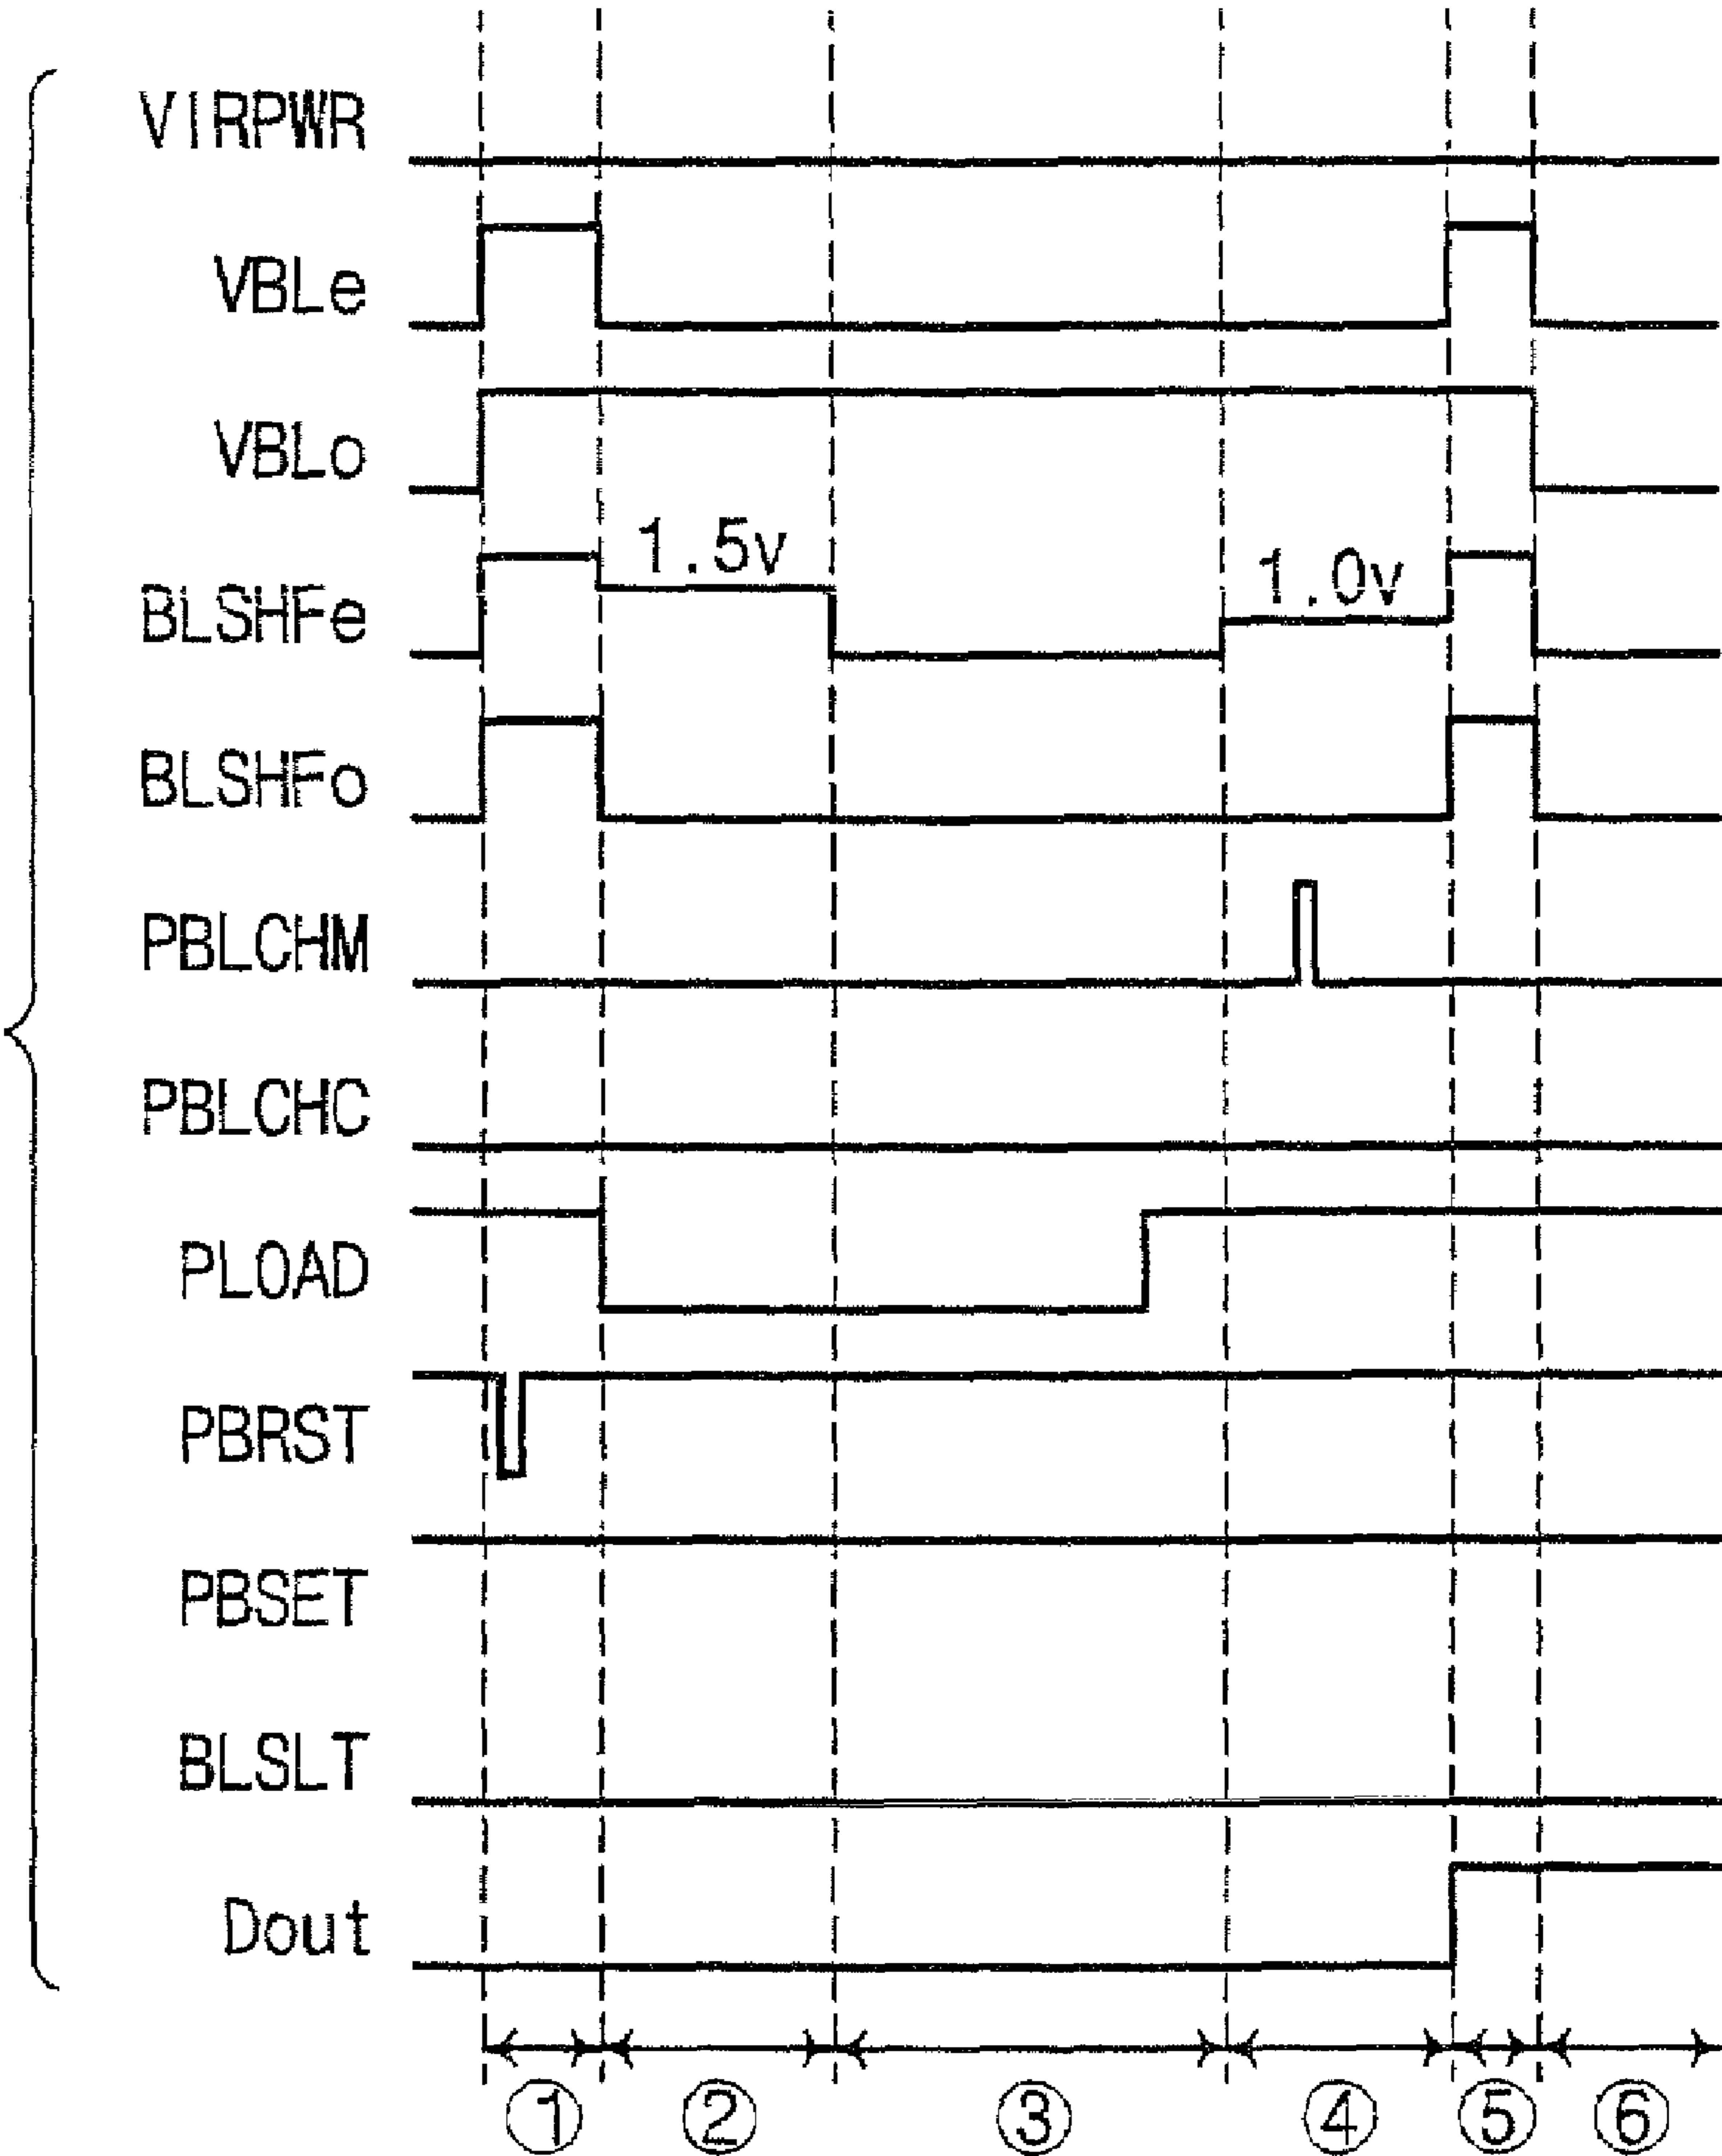 VIRPWR
VBLe
VBLo
1.5v
1.0v
BLSHFe
BLSHFo
PBLCHM
PBLCHC
PLOAD
PBRST
PBSET
BLSLT
Dout
① ② ③ ④ ⑤ ⑥